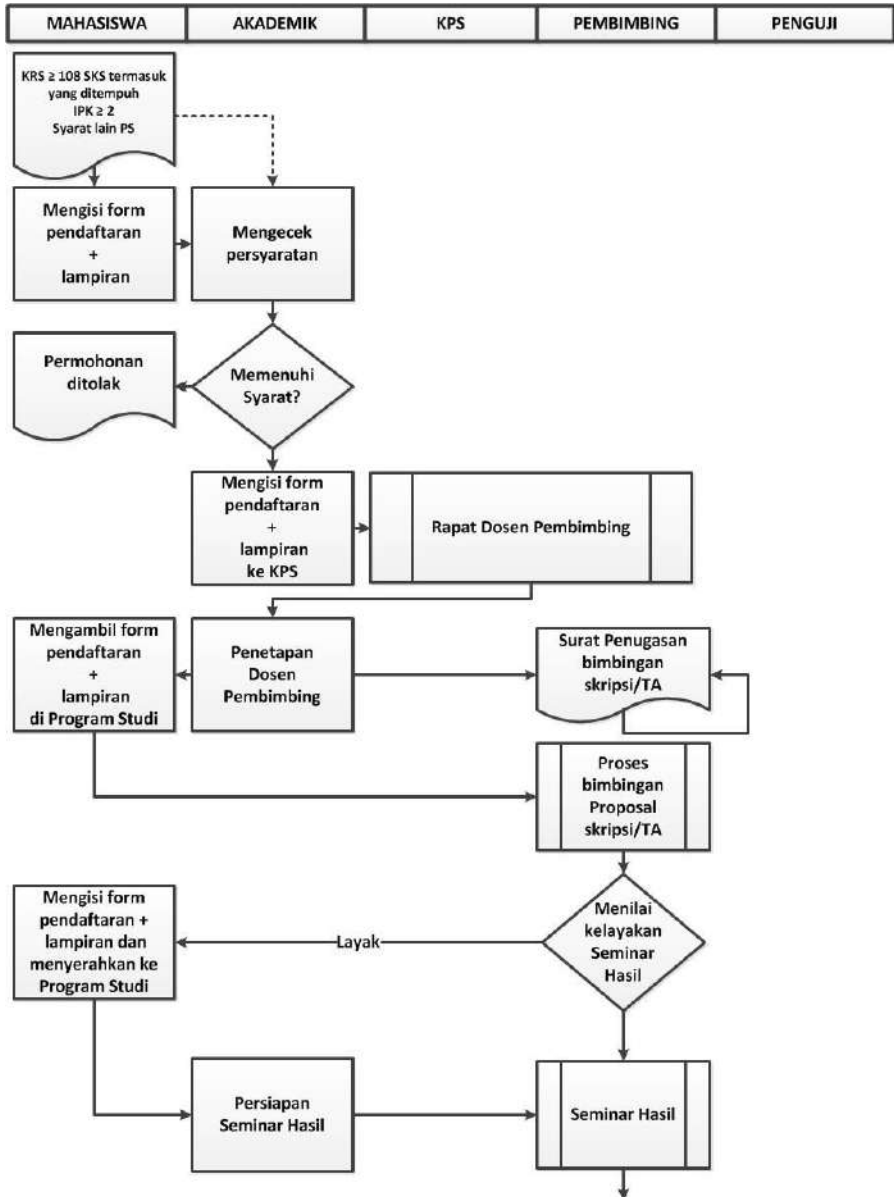 MAHASISWA
AKADEMIK
KPS
PEMBIMBING
PENGUJI
KRS ≥ 108 SKS termasuk
yang ditempuh
IPK ≥ 2
Syarat lain PS
Mengisi form
pendaftaran
+
lampiran
Mengecek
persyaratan
Permohonan
ditolak
Memenuhi
Syarat?
Mengisi form
pendaftaran
+
lampiran
ke KPS
Rapat Dosen Pembimbing
Mengambil form
pendaftaran
+
lampiran
di Program Studi
Penetapan
Dosen
Pembimbing
Surat Penugasan
bimbingan
skripsi/TA
Proses
bimbingan
Proposal
skripsi/TA
Mengisi form
pendaftaran +
lampiran dan
menyerahkan ke
Program Studi
Layak
Menilai
kelayakan
Seminar
Hasil
Persiapan
Seminar Hasil
Seminar Hasil